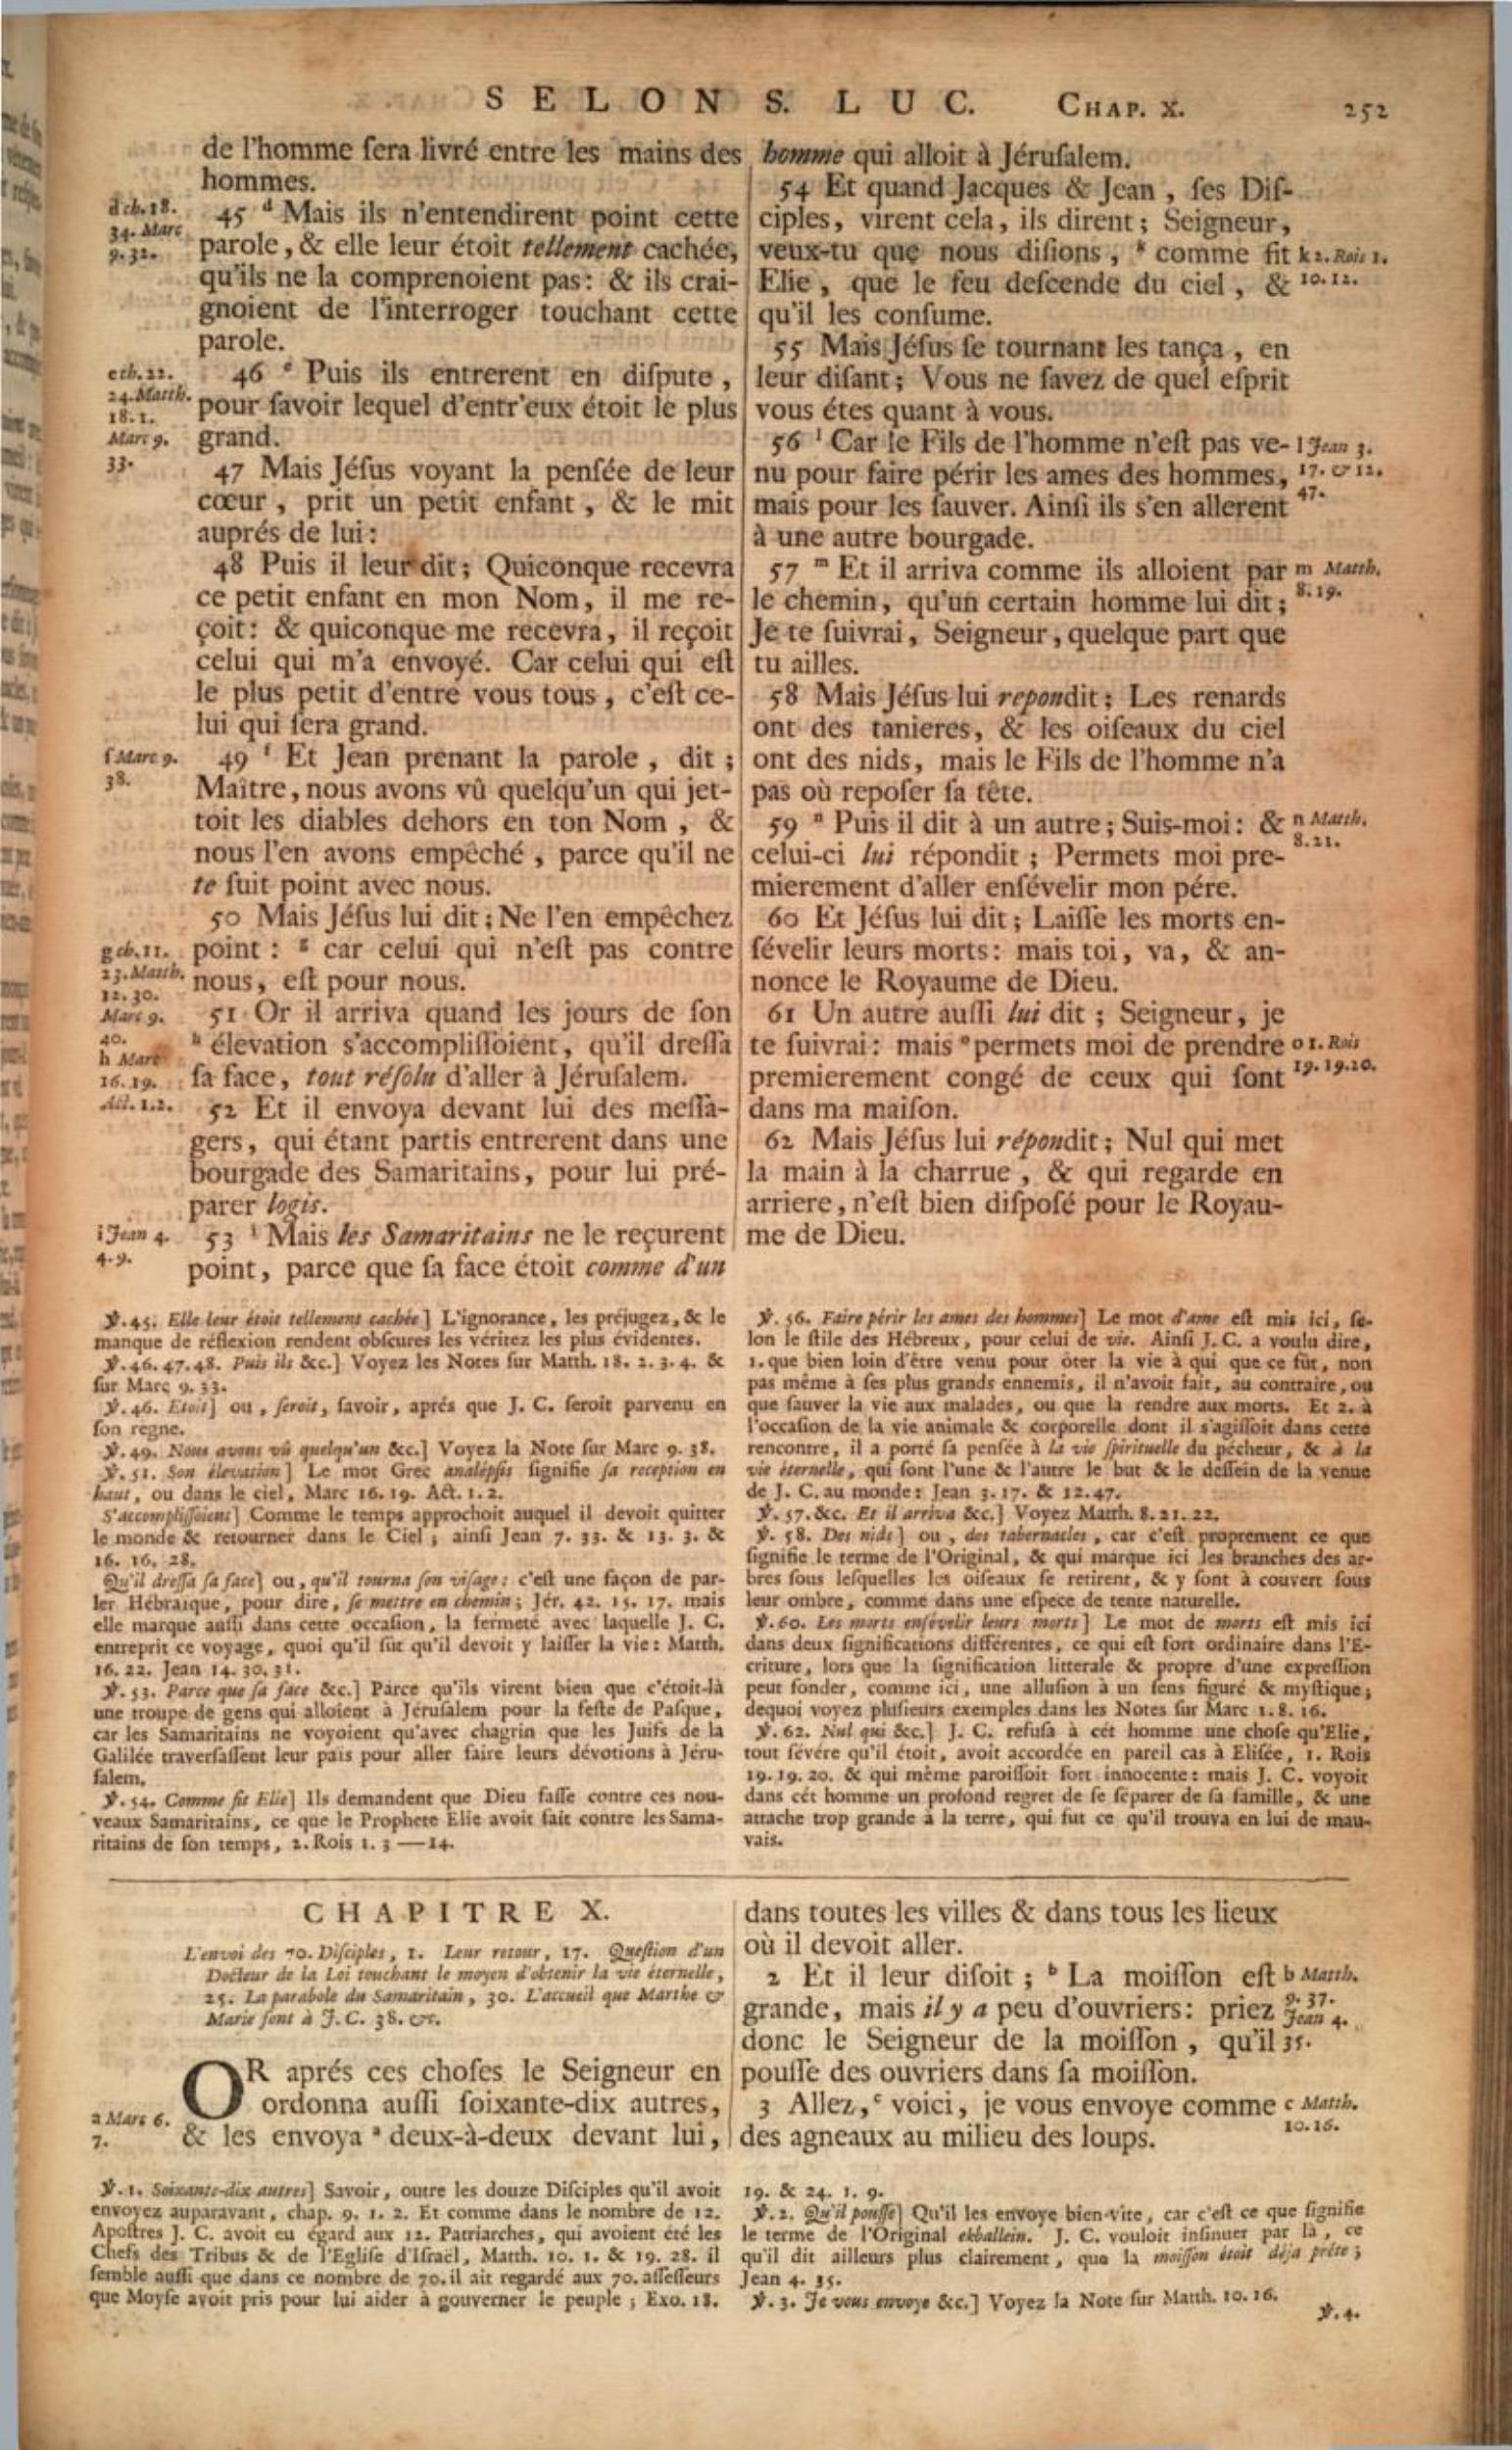 SELON S. LUC. CHAP. X. 252
de l'homme ſera livré entre les mains des
hommes.
d ch. 18.
34. Marc
9. 32.
45 d Mais ils n'entendirent point cette
parole, & elle leur étoit tellement cachée,
qu'ils ne la comprenoient pas: & ils crai-
gnoient de l'interroger touchant cette
parole.
e ch. 22.
24. Matth.
18. 1.
Marc 9.
33.
46 e Puis ils entrerent en diſpute,
pour ſavoir lequel d'entr'eux étoit le plus
grand.
47 Mais Jéſus voyant la penſée de leur
cœur, prit un petit enfant, & le mit
auprés de lui:
48 Puis il leur dit; Quiconque recevra
ce petit enfant en mon Nom, il me re-
çoit: & quiconque me recevra, il reçoit
celui qui m'a envoyé. Car celui qui eſt
le plus petit d'entre vous tous, c'eſt ce-
lui qui ſera grand.
f Marc 9.
38.
49 f Et Jean prenant la parole, dit;
Maître, nous avons vû quelqu'un qui jet-
toit les diables dehors en ton Nom, &
nous l'en avons empêché, parce qu'il ne
te ſuit point avec nous.
50 Mais Jéſus lui dit; Ne l'en empêchez
g ch. 11.
23. Matth.
12. 30.
Marc 9.
40.
point: g car celui qui n'eſt pas contre
nous, eſt pour nous.
51 Or il arriva quand les jours de ſon
h Marc
16. 19.
Act. 1. 2.
h élevation s'accompliſſoient, qu'il dreſſa
ſa face, tout réſolu d'aller à Jéruſalem.
52 Et il envoya devant lui des meſſa-
gers, qui étant partis entrerent dans une
bourgade des Samaritains, pour lui pré-
parer logis.
i Jean 4.
4. 9.
53 i Mais les Samaritains ne le reçurent
point, parce que ſa face étoit comme d'un
homme qui alloit à Jéruſalem.
54 Et quand Jacques & Jean, ſes Diſ-
ciples, virent cela, ils dirent; Seigneur,
veux-tu que nous diſions, k comme fit
Elie, que le feu deſcende du ciel, &
qu'il les conſume.
k 2. Rois 1.
10. 12.
55 Mais Jéſus ſe tournant les tança, en
leur diſant; Vous ne ſavez de quel eſprit
vous étes quant à vous.
56 l Car le Fils de l'homme n'eſt pas ve-
nu pour faire périr les ames des hommes,
mais pour les ſauver. Ainſi ils s'en allerent
à une autre bourgade.
l Jean 3.
17. & 12.
47.
57 m Et il arriva comme ils alloient par
le chemin, qu'un certain homme lui dit;
Je te ſuivrai, Seigneur, quelque part que
tu ailles.
m Matth.
8. 19.
58 Mais Jéſus lui repondit; Les renards
ont des tanieres, & les oiſeaux du ciel
ont des nids, mais le Fils de l'homme n'a
pas où repoſer ſa tête.
59 n Puis il dit à un autre; Suis-moi: &
celui-ci lui répondit; Permets moi pre-
mierement d'aller enſévelir mon pére.
n Matth.
8. 21.
60 Et Jéſus lui dit; Laiſſe les morts en-
ſévelir leurs morts: mais toi, va, & an-
nonce le Royaume de Dieu.
61 Un autre auſſi lui dit; Seigneur, je
te ſuivrai: mais o permets moi de prendre
premierement congé de ceux qui ſont
dans ma maiſon.
o 1. Rois
19. 19. 20.
62 Mais Jéſus lui répondit; Nul qui met
la main à la charrue, & qui regarde en
arriere, n'eſt bien diſpoſé pour le Royau-
me de Dieu.
℣. 45. Elle leur étoit tellement cachée] L'ignorance, les préjugez, & le
manque de réflexion rendent obſcures les véritez les plus évidentes.
℣. 46. 47. 48. Puis ils &c.] Voyez les Notes ſur Matth. 18. 2. 3. 4. &
ſur Marc 9. 33.
℣. 46. Etoit] ou, ſeroit, ſavoir, aprés que J. C. ſeroit parvenu en
ſon regne.
℣. 49. Nous avons vû quelqu'un &c.] Voyez la Note ſur Marc 9. 38.
℣. 51. Son élevation] Le mot Grec analépſis ſignifie ſa reception en
haut, ou dans le ciel, Marc 16. 19. Act. 1. 2.
S'accompliſſoient] Comme le temps approchoit auquel il devoit quitter
le monde & retourner dans le Ciel; ainſi Jean 7. 33. & 13. 3. &
16. 16. 28.
Qu'il dreſſa ſa face] ou, qu'il tourna ſon viſage: c'eſt une façon de par-
ler Hébraïque, pour dire, ſe mettre en chemin; Jér. 42. 15. 17. mais
elle marque auſſi dans cette occaſion, la fermeté avec laquelle J. C.
entreprit ce voyage, quoi qu'il ſût qu'il devoit y laiſſer la vie: Matth.
16. 22. Jean 14. 30. 31.
℣. 53. Parce que ſa face &c.] Parce qu'ils virent bien que c'étoit-là
une troupe de gens qui alloient à Jéruſalem pour la feſte de Paſque,
car les Samaritains ne voyoient qu'avec chagrin que les Juifs de la
Galilée traverſaſſent leur païs pour aller faire leurs dévotions à Jéru-
ſalem.
℣. 54. Comme fit Elie] Ils demandent que Dieu faſſe contre ces nou-
veaux Samaritains, ce que le Prophete Elie avoit fait contre les Sama-
ritains de ſon temps, 2. Rois 1. 3 — 14.
℣. 56. Faire périr les ames des hommes] Le mot d'ame eſt mis ici, ſe-
lon le ſtile des Hébreux, pour celui de vie. Ainſi J. C. a voulu dire,
1. que bien loin d'être venu pour ôter la vie à qui que ce fût, non
pas même à ſes plus grands ennemis, il n'avoit fait, au contraire, ou
que ſauver la vie aux malades, ou que la rendre aux morts. Et 2. à
l'occaſion de la vie animale & corporelle dont il s'agiſſoit dans cette
rencontre, il a porté ſa penſée à la vie ſpirituelle du pécheur, & à la
vie éternelle, qui ſont l'une & l'autre le but & le deſſein de la venue
de J. C. au monde: Jean 3. 17. & 12. 47.
℣. 57. &c. Et il arriva &c.] Voyez Matth. 8. 21. 22.
℣. 58. Des nids] ou, des tabernacles, car c'eſt proprement ce que
ſignifie le terme de l'Original, & qui marque ici les branches des ar-
bres ſous leſquelles les oiſeaux ſe retirent, & y ſont à couvert ſous
leur ombre, comme dans une eſpece de tente naturelle.
℣. 60. Les morts enſévelir leurs morts] Le mot de morts eſt mis ici
dans deux ſignifications différentes, ce qui eſt fort ordinaire dans l'E-
criture, lors que la ſignification litterale & propre d'une expreſſion
peut fonder, comme ici, une alluſion à un ſens figuré & myſtique;
dequoi voyez pluſieurs exemples dans les Notes ſur Marc 1. 8. 16.
℣. 62. Nul qui &c.] J. C. refuſa à cét homme une choſe qu'Elie,
tout ſévére qu'il étoit, avoit accordée en pareil cas à Eliſée, 1. Rois
19. 19. 20. & qui même paroiſſoit fort innocente: mais J. C. voyoit
dans cét homme un profond regret de ſe ſéparer de ſa famille, & une
attache trop grande à la terre, qui fut ce qu'il trouva en lui de mau-
vais.
CHAPITRE X.
L'envoi des 70. Diſciples, 1. Leur retour, 17. Queſtion d'un
Docteur de la Loi touchant le moyen d'obtenir la vie éternelle,
25. La parabole du Samaritain, 30. L'accueil que Marthe &
Marie font à J. C. 38. &c.
OR aprés ces choſes le Seigneur en
ordonna auſſi ſoixante-dix autres,
& les envoya a deux-à-deux devant lui,
a Marc 6.
7.
dans toutes les villes & dans tous les lieux
où il devoit aller.
2 Et il leur diſoit; b La moiſſon eſt
grande, mais il y a peu d'ouvriers: priez
donc le Seigneur de la moiſſon, qu'il
pouſſe des ouvriers dans ſa moiſſon.
b Matth.
9. 37.
Jean 4.
35.
3 Allez, c voici, je vous envoye comme
des agneaux au milieu des loups.
c Matth.
10. 16.
℣. 1. Soixante-dix autres] Savoir, outre les douze Diſciples qu'il avoit
envoyez auparavant, chap. 9. 1. 2. Et comme dans le nombre de 12.
Apoſtres J. C. avoit eu égard aux 12. Patriarches, qui avoient été les
Chefs des Tribus & de l'Egliſe d'Iſraël, Matth. 10. 1. & 19. 28. il
ſemble auſſi que dans ce nombre de 70. il ait regardé aux 70. aſſeſſeurs
que Moyſe avoit pris pour lui aider à gouverner le peuple; Exo. 18.
19. & 24. 1. 9.
℣. 2. Qu'il pouſſe] Qu'il les envoye bien-vite, car c'eſt ce que ſignifie
le terme de l'Original ekballein. J. C. vouloit inſinuer par là, ce
qu'il dit ailleurs plus clairement, que la moiſſon étoit déja prête;
Jean 4. 35.
℣. 3. Je vous envoye &c.] Voyez la Note ſur Matth. 10. 16.
℣. 4.